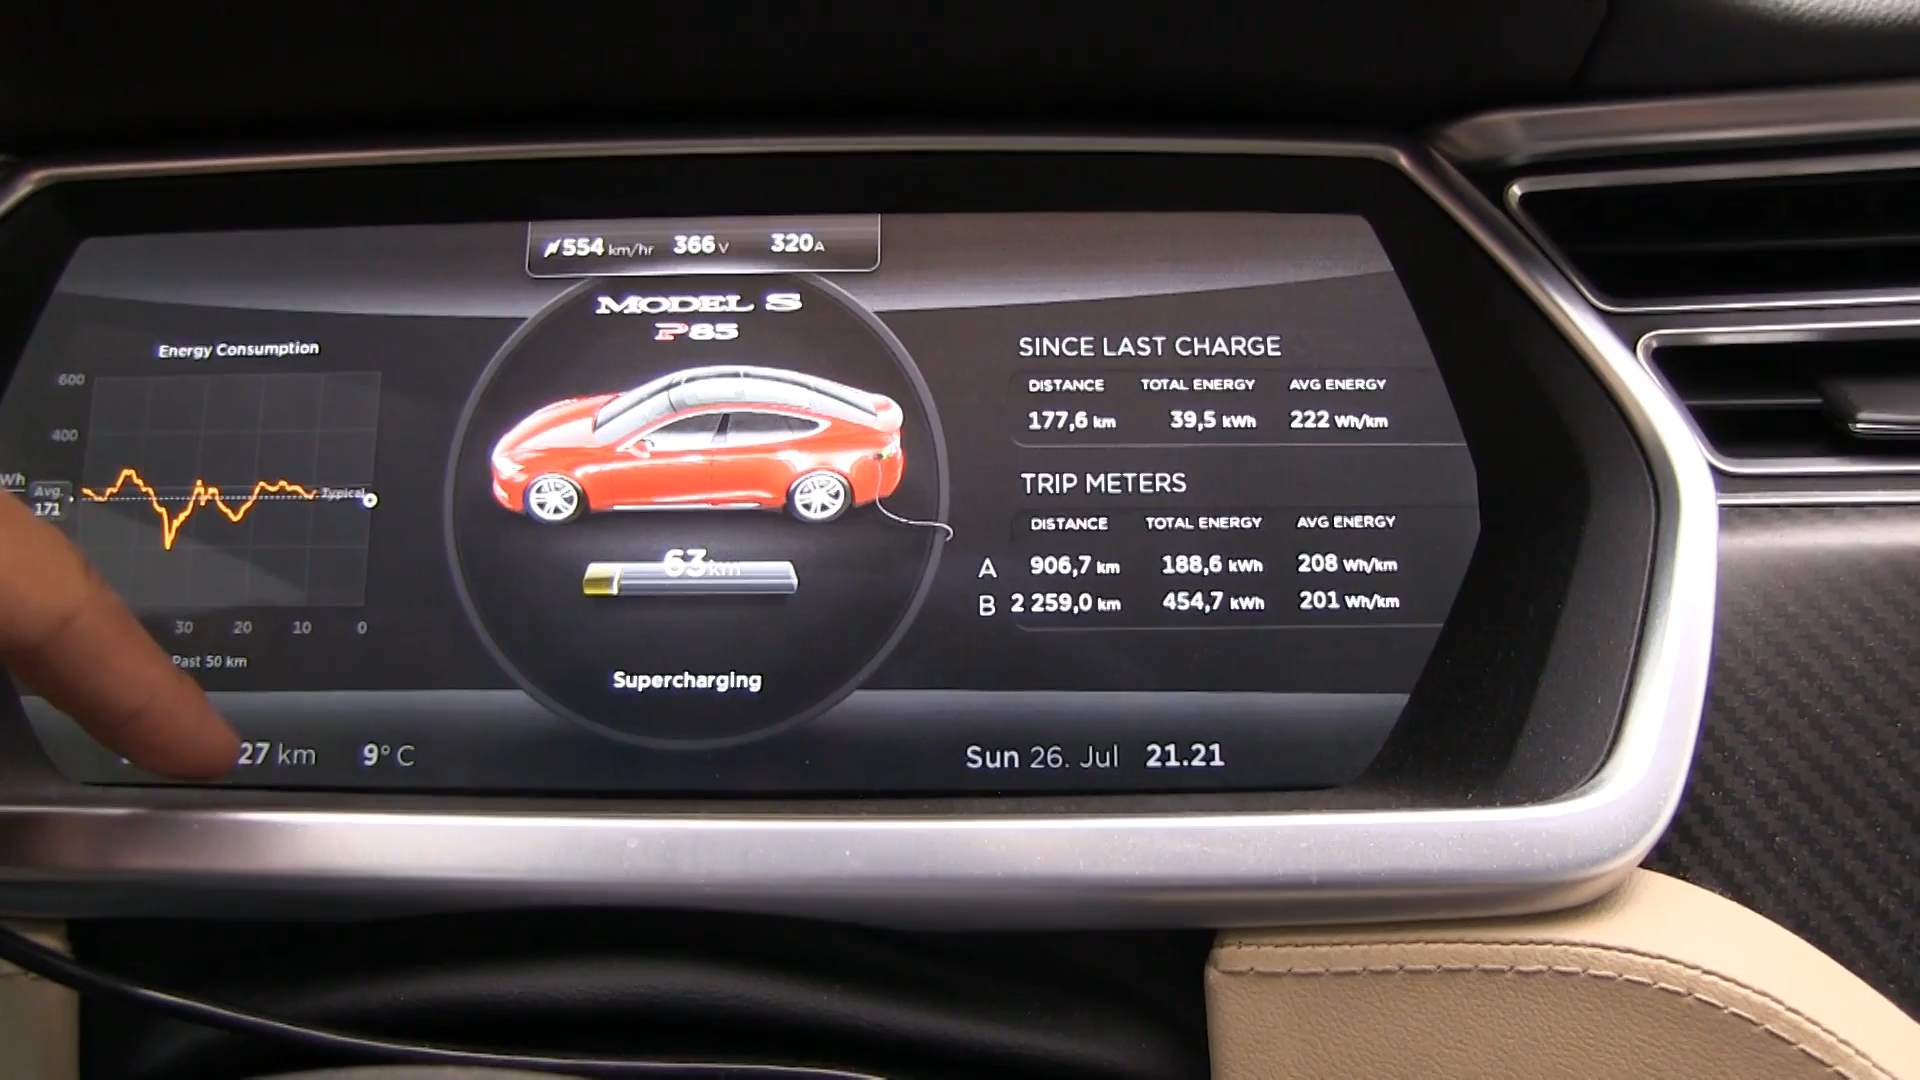 554 km/hr 366 V 320 A
MODEL S
P85
Energy Consumption
600
400
Wh
Avg.
171
Typical
30 20 10 0
Past 50 km
63 km
Supercharging
SINCE LAST CHARGE
DISTANCE TOTAL ENERGY AVG ENERGY
177,6 km 39,5 kWh 222 Wh/km
TRIP METERS
DISTANCE TOTAL ENERGY AVG ENERGY
A 906,7 km 188,6 kWh 208 Wh/km
B 2 259,0 km 454,7 kWh 201 Wh/km
27 km 9° C Sun 26. Jul 21.21